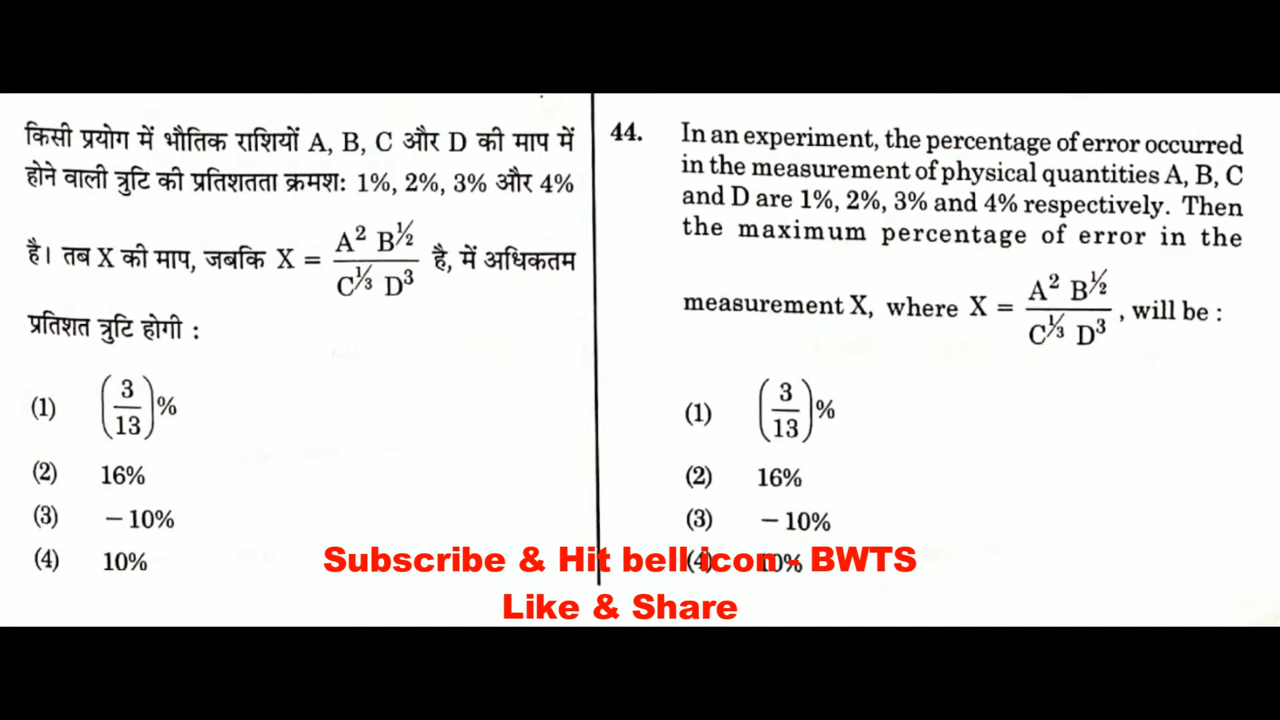 किसी प्रयोग में भौतिक राशियों A, B, C और D की माप में
होने वाली त्रुटि की प्रतिशतता क्रमशः 1%, 2%, 3% और 4%
है। तब X की माप, जबकि X = \frac{A² B^{1/2}}{C^{1/3} D³} है, में अधिकतम
प्रतिशत त्रुटि होगी :
(1) (3/13)%
(2) 16%
(3) – 10%
(4) 10%
44. In an experiment, the percentage of error occurred
in the measurement of physical quantities A, B, C
and D are 1%, 2%, 3% and 4% respectively. Then
the maximum percentage of error in the
measurement X, where X = \frac{A² B^{1/2}}{C^{1/3} D³}, will be :
(1) (3/13)%
(2) 16%
(3) – 10%
(4) 10%
Subscribe & Hit bell icon - BWTS
Like & Share